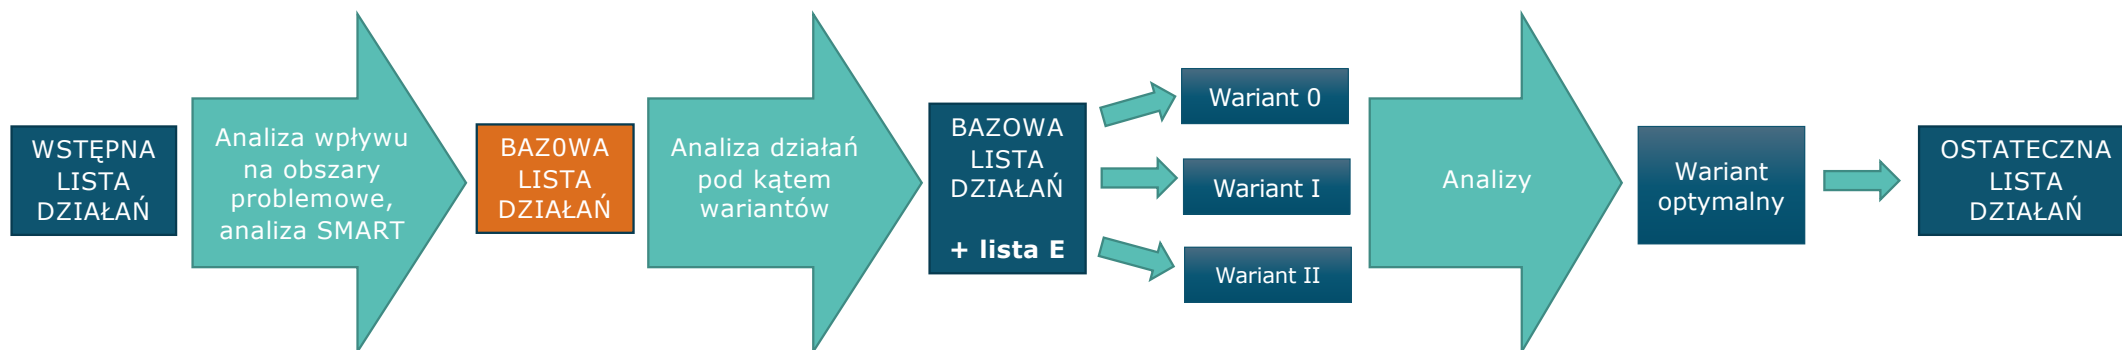 WSTĘPNA
LISTA
DZIAŁAŃ
Analiza wpływu
na obszary
problemowe,
analiza SMART
BAZ0WA
LISTA
DZIAŁAŃ
Analiza działań
pod kątem
wariantów
BAZOWA
LISTA
DZIAŁAŃ
+ lista E
Wariant 0
Wariant I
Wariant II
Analizy
Wariant
optymalny
OSTATECZNA
LISTA
DZIAŁAŃ